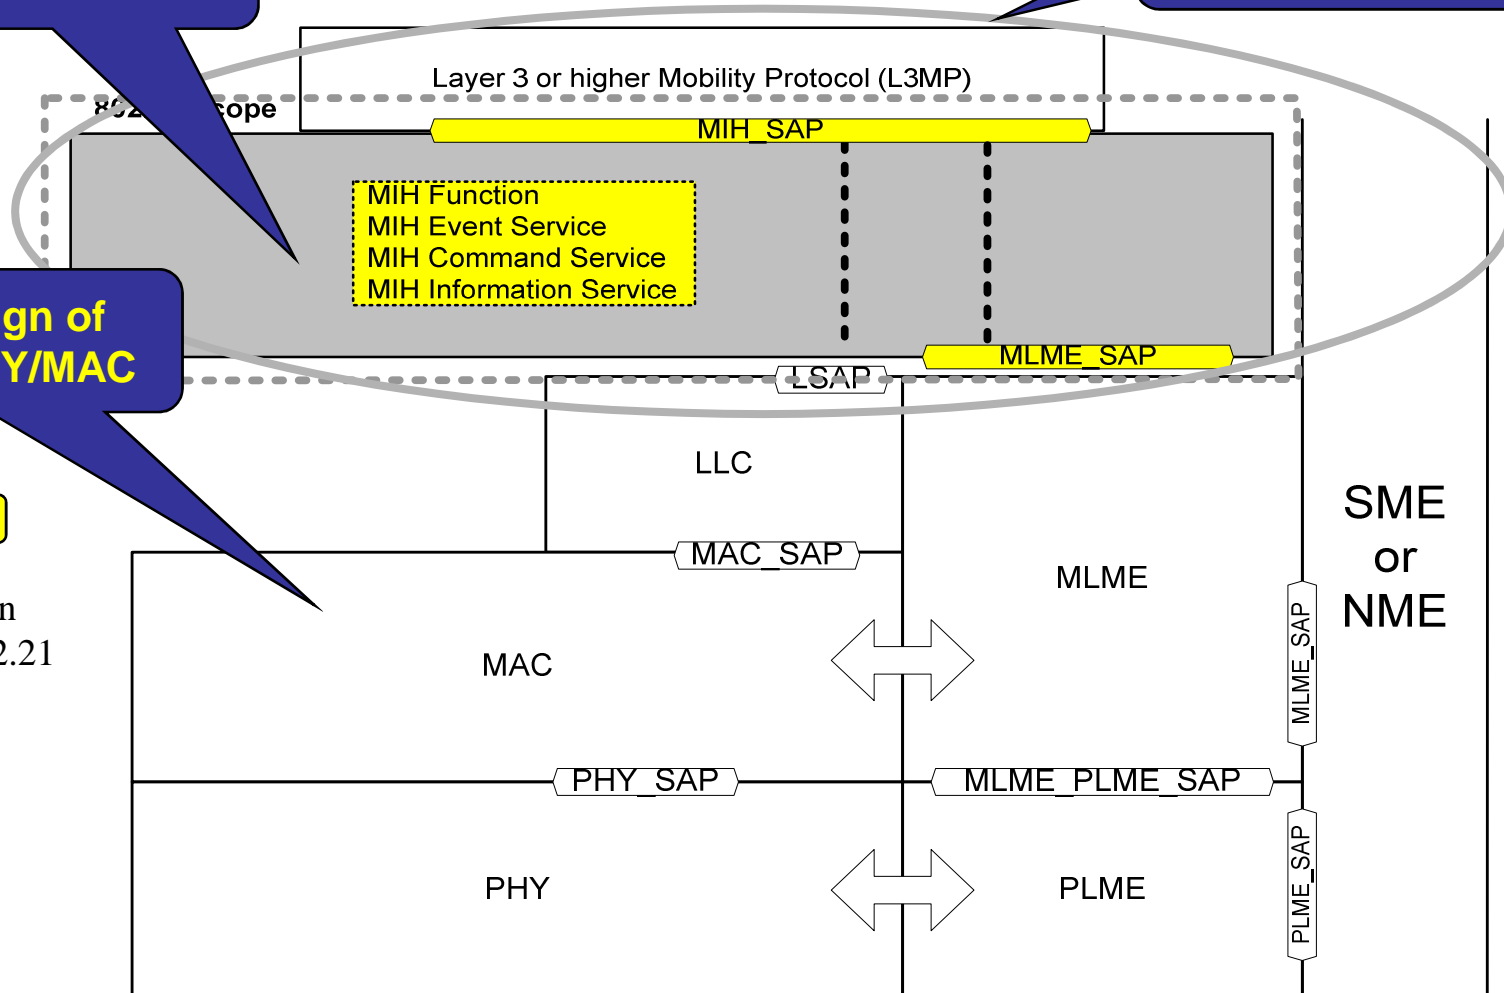 Layer 3 or higher Mobility Protocol (L3MP)
MIH_SAP
MIH Function
MIH Event Service
MIH Command Service
MIH Information Service
gn of
Y/MAC
MLME_SAP
LSAP
LLC
SME
or
NME
MAC_SAP
MLME
n
2.21
MAC
MLME_SAP
PHY_SAP
MLME_PLME_SAP
PHY
PLME
PLME_SAP